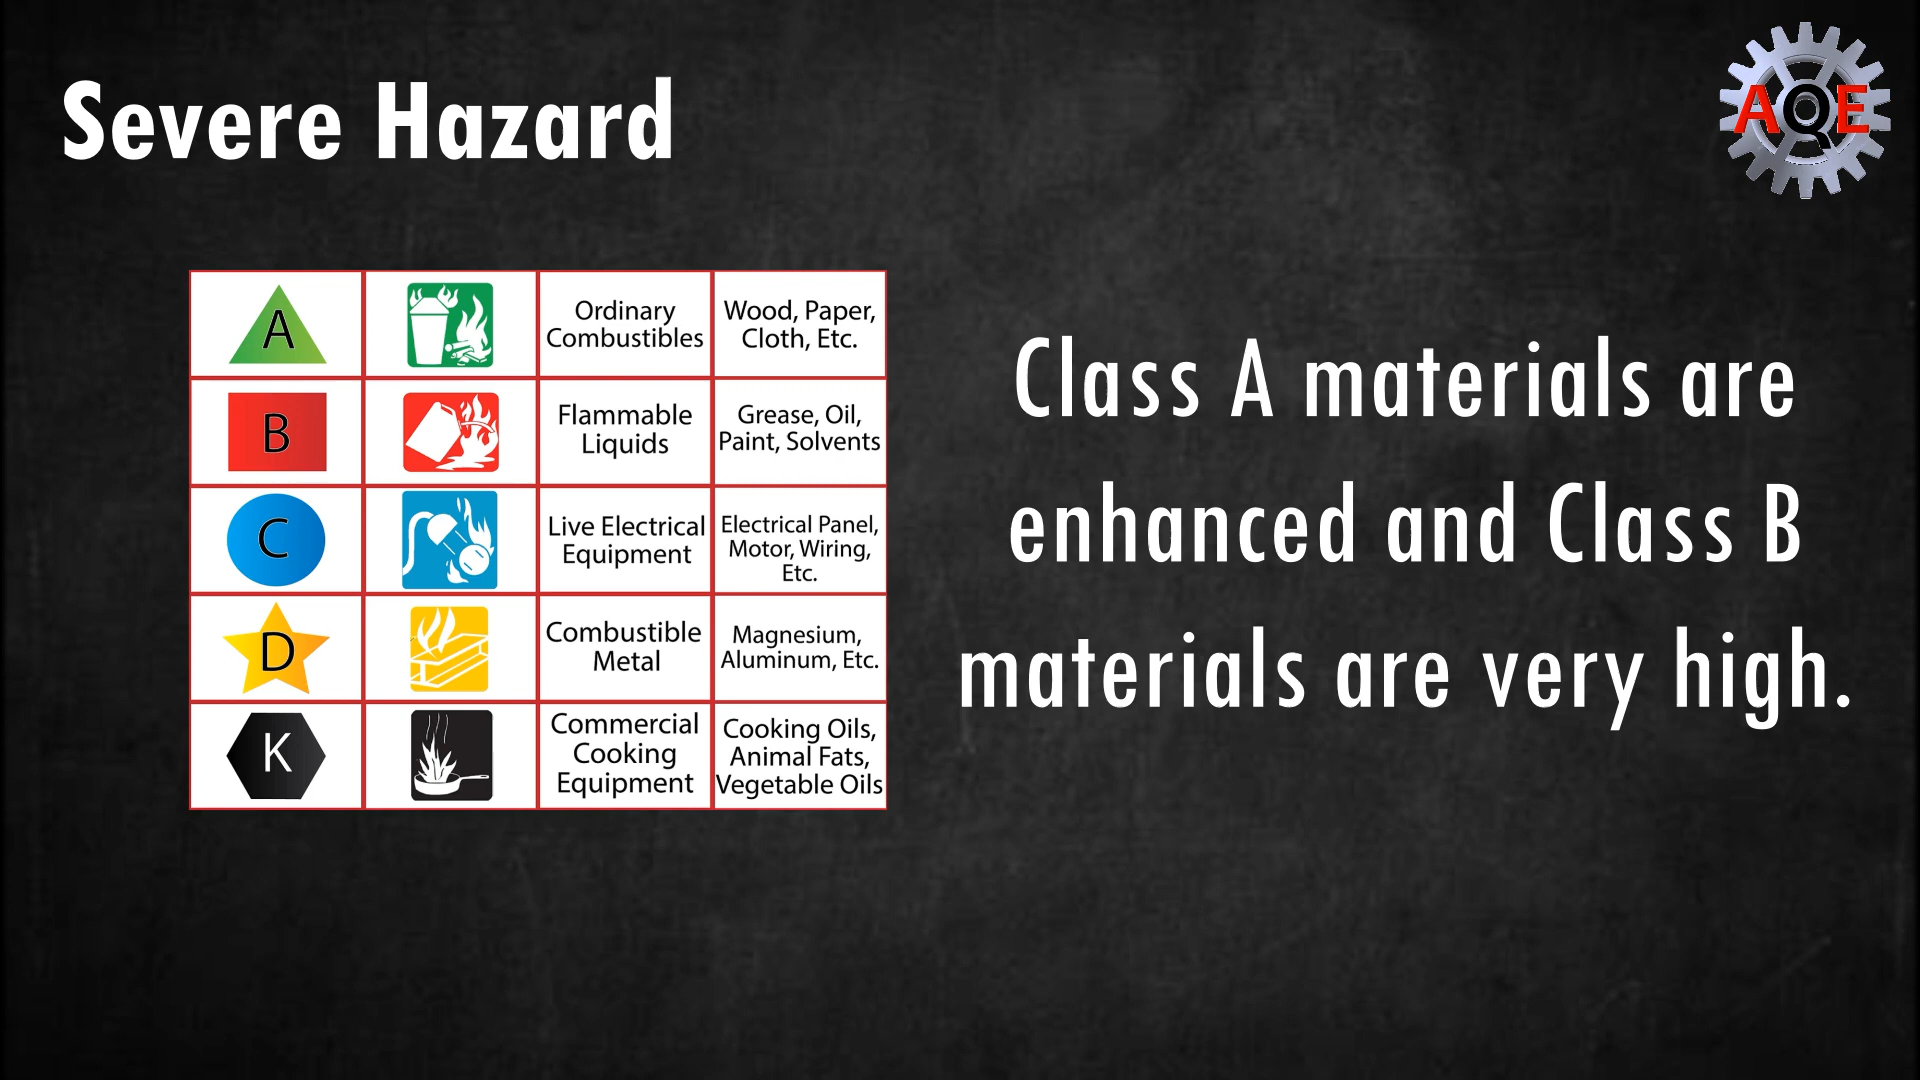 Severe Hazard
AQE
A
Ordinary
Combustibles
Wood, Paper,
Cloth, Etc.
B
Flammable
Liquids
Grease, Oil,
Paint, Solvents
C
Live Electrical
Equipment
Electrical Panel,
Motor, Wiring,
Etc.
D
Combustible
Metal
Magnesium,
Aluminum, Etc.
K
Commercial
Cooking
Equipment
Cooking Oils,
Animal Fats,
Vegetable Oils
Class A materials are
enhanced and Class B
materials are very high.